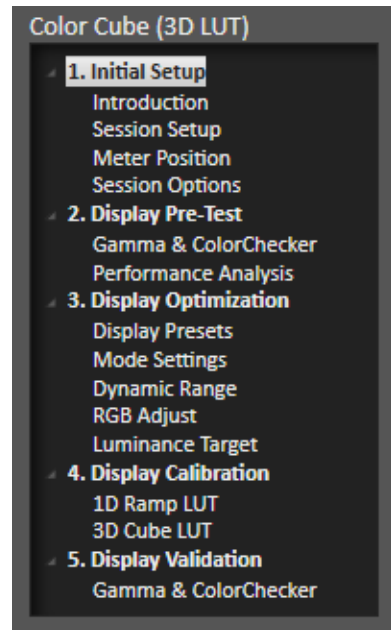 Color Cube (3D LUT)
1. Initial Setup
Introduction
Session Setup
Meter Position
Session Options
2. Display Pre-Test
Gamma & ColorChecker
Performance Analysis
3. Display Optimization
Display Presets
Mode Settings
Dynamic Range
RGB Adjust
Luminance Target
4. Display Calibration
1D Ramp LUT
3D Cube LUT
5. Display Validation
Gamma & ColorChecker